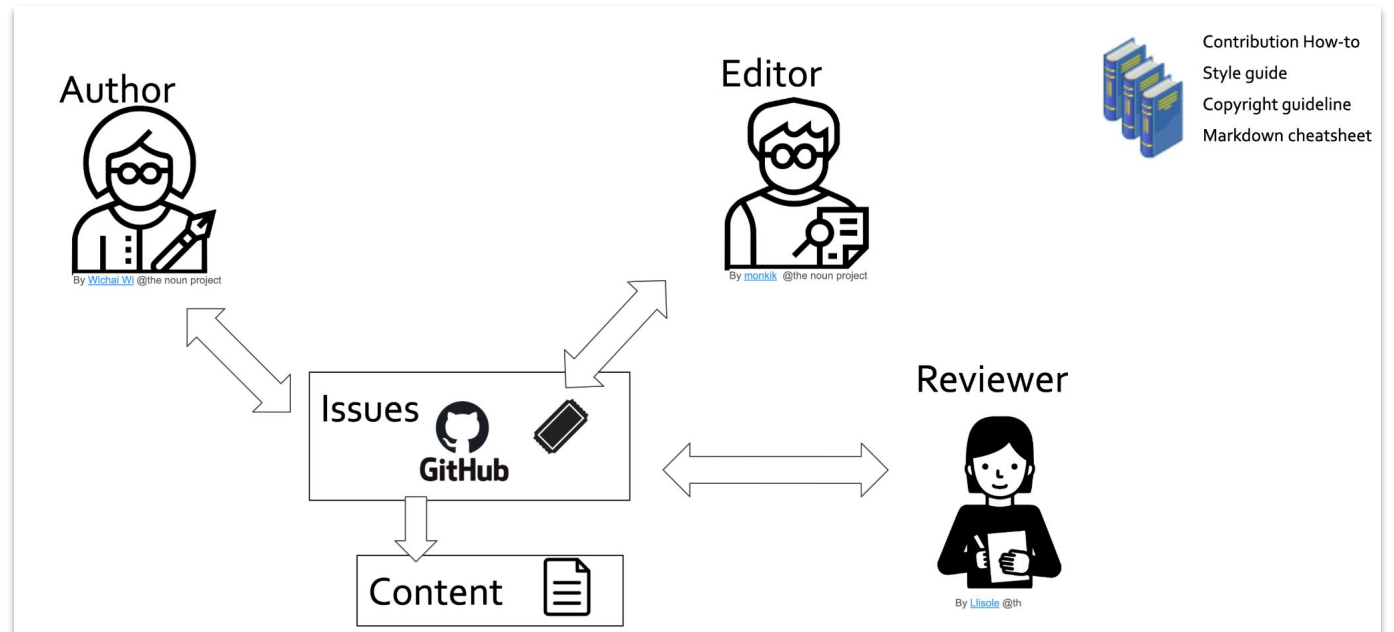 Author
By Wichai Wi @the noun project
Editor
By monkik @the noun project
Contribution How-to
Style guide
Copyright guideline
Markdown cheatsheet
Issues
GitHub
Reviewer
By Llisole @th
Content